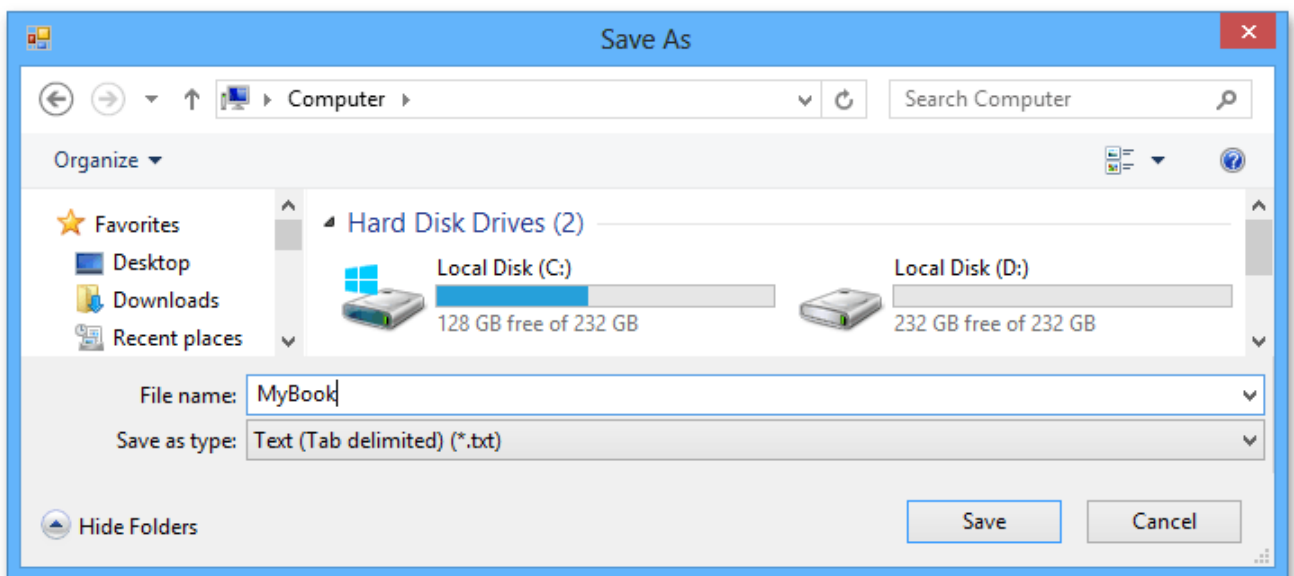 Save As
Computer
Search Computer
Organize
Favorites
Desktop
Downloads
Recent places
Hard Disk Drives (2)
Local Disk (C:)
128 GB free of 232 GB
Local Disk (D:)
232 GB free of 232 GB
File name: MyBook
Save as type: Text (Tab delimited) (*.txt)
Hide Folders
Save
Cancel